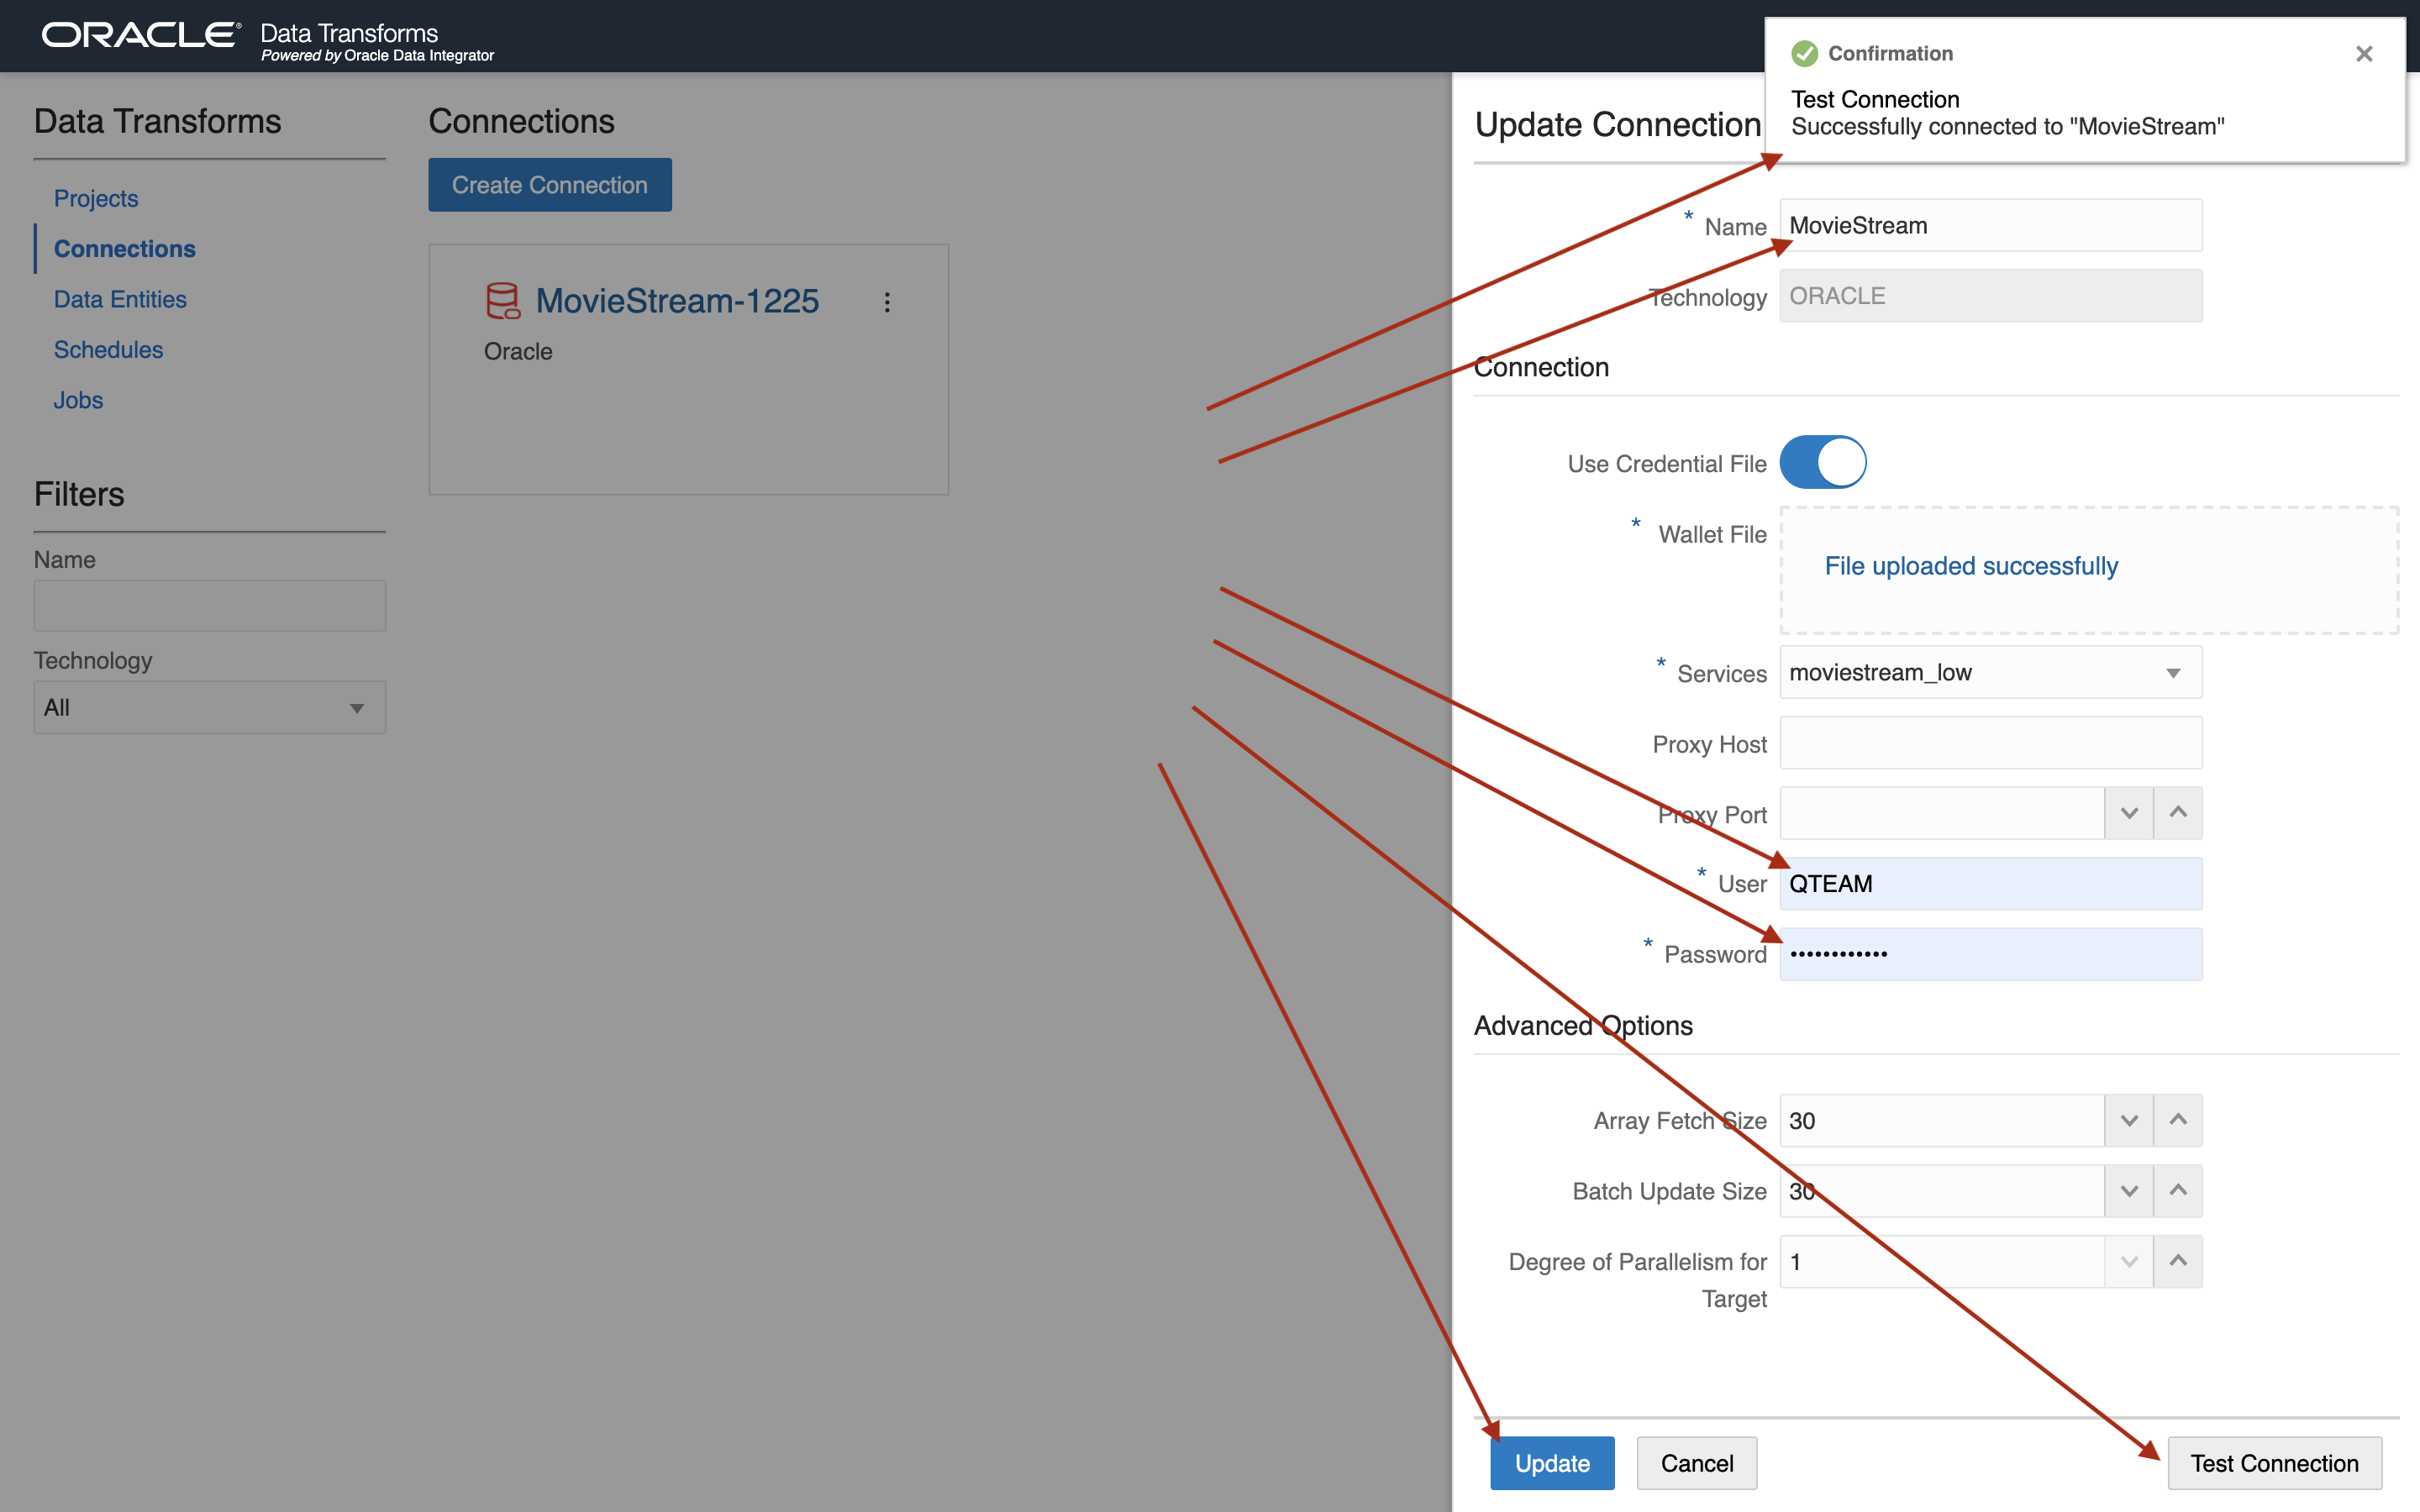 ORACLE® Data Transforms
Powered by Oracle Data Integrator
Confirmation
Test Connection
Successfully connected to "MovieStream"
Data Transforms
Projects
Connections
Data Entities
Schedules
Jobs
Filters
Name
Technology
All
Connections
Create Connection
MovieStream-1225
Oracle
Update Connection
* Name MovieStream
Technology ORACLE
Connection
Use Credential File
* Wallet File
File uploaded successfully
* Services moviestream_low
Proxy Host
Proxy Port
* User QTEAM
* Password ••••••••••••
Advanced Options
Array Fetch Size 30
Batch Update Size 30
Degree of Parallelism for 1
Target
Update Cancel Test Connection